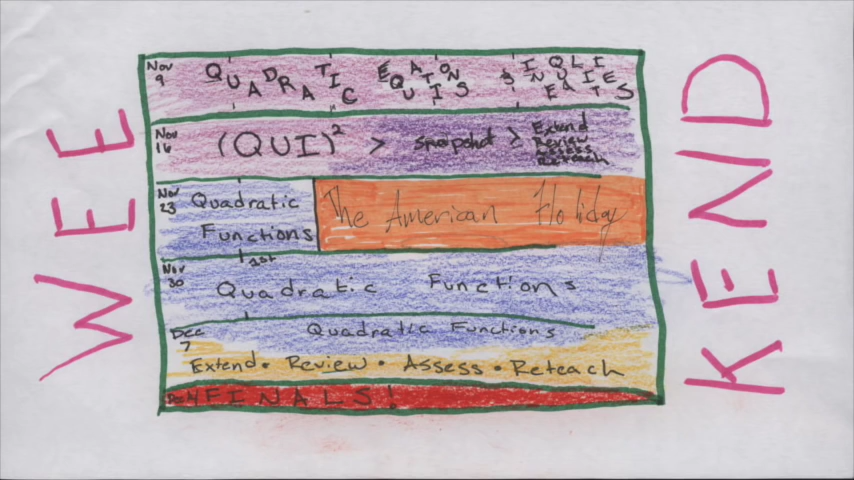 WEE
Nov 9
QUADRATIC EQUATIONS & INQUALITIES
Nov 16
(QUI)² > snapshot > Extend
Review
Assess
Reteach
Nov 23
Quadratic
Functions
The American Holiday
Nov 30
1st
Quadratic Functions
Dec 7
Quadratic Functions
Extend • Review • Assess • Reteach
FINALS!
KEND